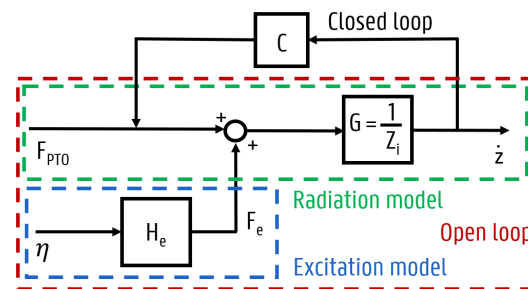 Closed loop
C
+
+
G = 1
Z_i
F_PTO
ż
Radiation model
H_e
F_e
η
Open loop
Excitation model